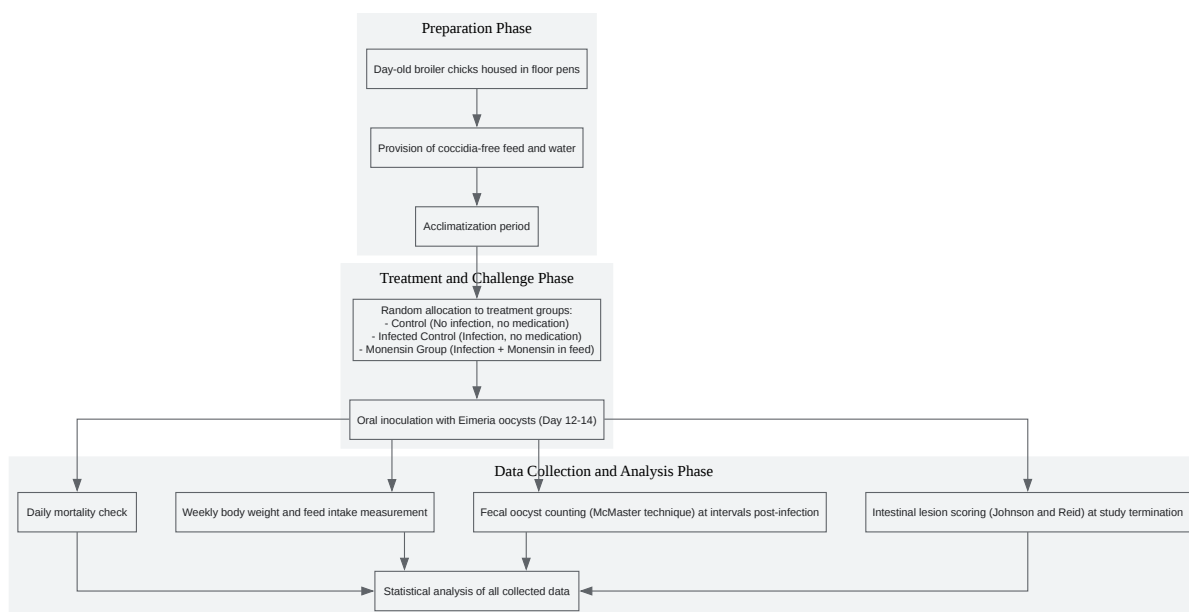 Preparation Phase
Day-old broiler chicks housed in floor pens
Provision of coccidia-free feed and water
Acclimatization period
Treatment and Challenge Phase
Random allocation to treatment groups:
- Control (No infection, no medication)
- Infected Control (Infection, no medication)
- Monensin Group (Infection + Monensin in feed)
Oral inoculation with Eimeria oocysts (Day 12-14)
Data Collection and Analysis Phase
Daily mortality check
Weekly body weight and feed intake measurement
Fecal oocyst counting (McMaster technique) at intervals post-infection
Intestinal lesion scoring (Johnson and Reid) at study termination
Statistical analysis of all collected data